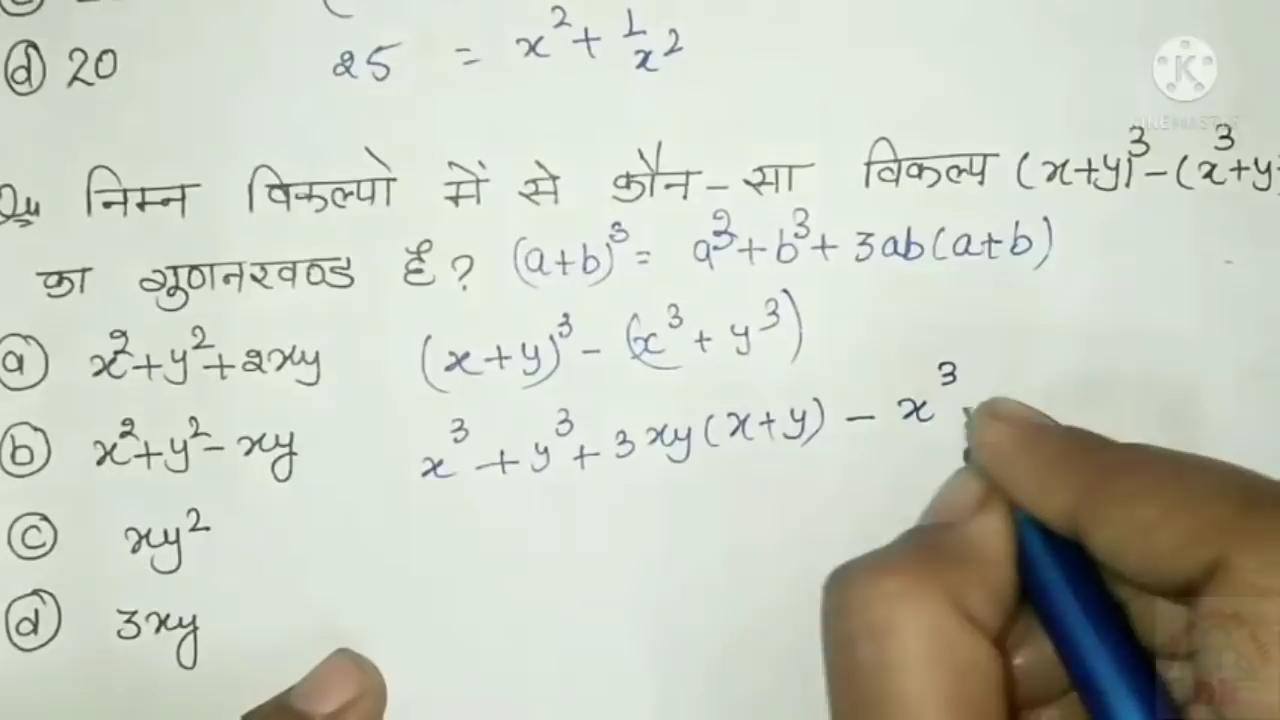 ⓓ 20 25 = x² + 1/x²
निम्न विकल्पो में से कौन-सा विकल्प (x+y)³-(x³+y
का गुणनखण्ड है? (a+b)³ = a³+b³+3ab(a+b)
ⓐ x²+y²+2xy (x+y)³ - (x³+y³)
ⓑ x²+y²-xy x³+y³+3xy(x+y) - x³
ⓒ xy²
ⓓ 3xy
K